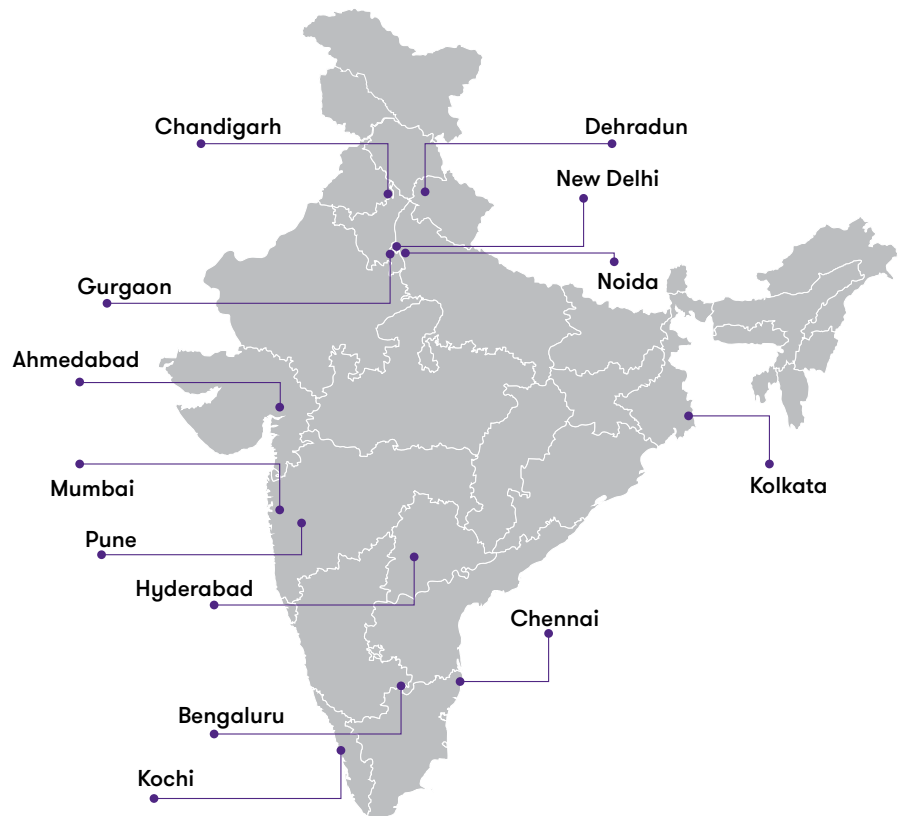 Chandigarh
Dehradun
New Delhi
Noida
Gurgaon
Ahmedabad
Mumbai
Kolkata
Pune
Hyderabad
Chennai
Bengaluru
Kochi